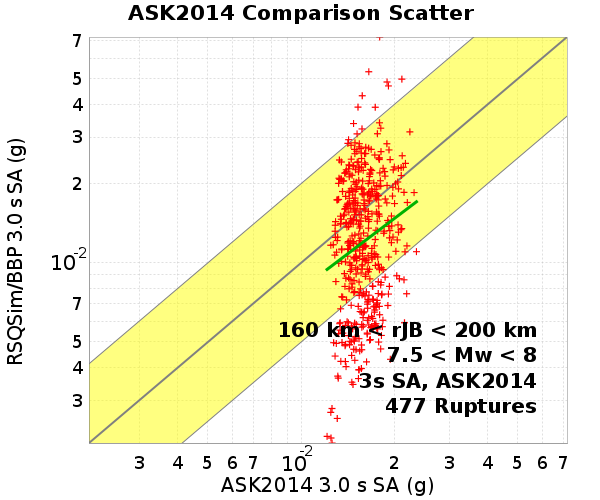 ASK2014 Comparison Scatter
7
5
4
3
2
10-2
7
5
4
3
RSQSim/BBP 3.0 s SA (g)
160 km < rJB < 200 km
7.5 < Mw < 8
3s SA, ASK2014
477 Ruptures
3 4 5 6 7 10-2 2 3 4 5 6 7
ASK2014 3.0 s SA (g)